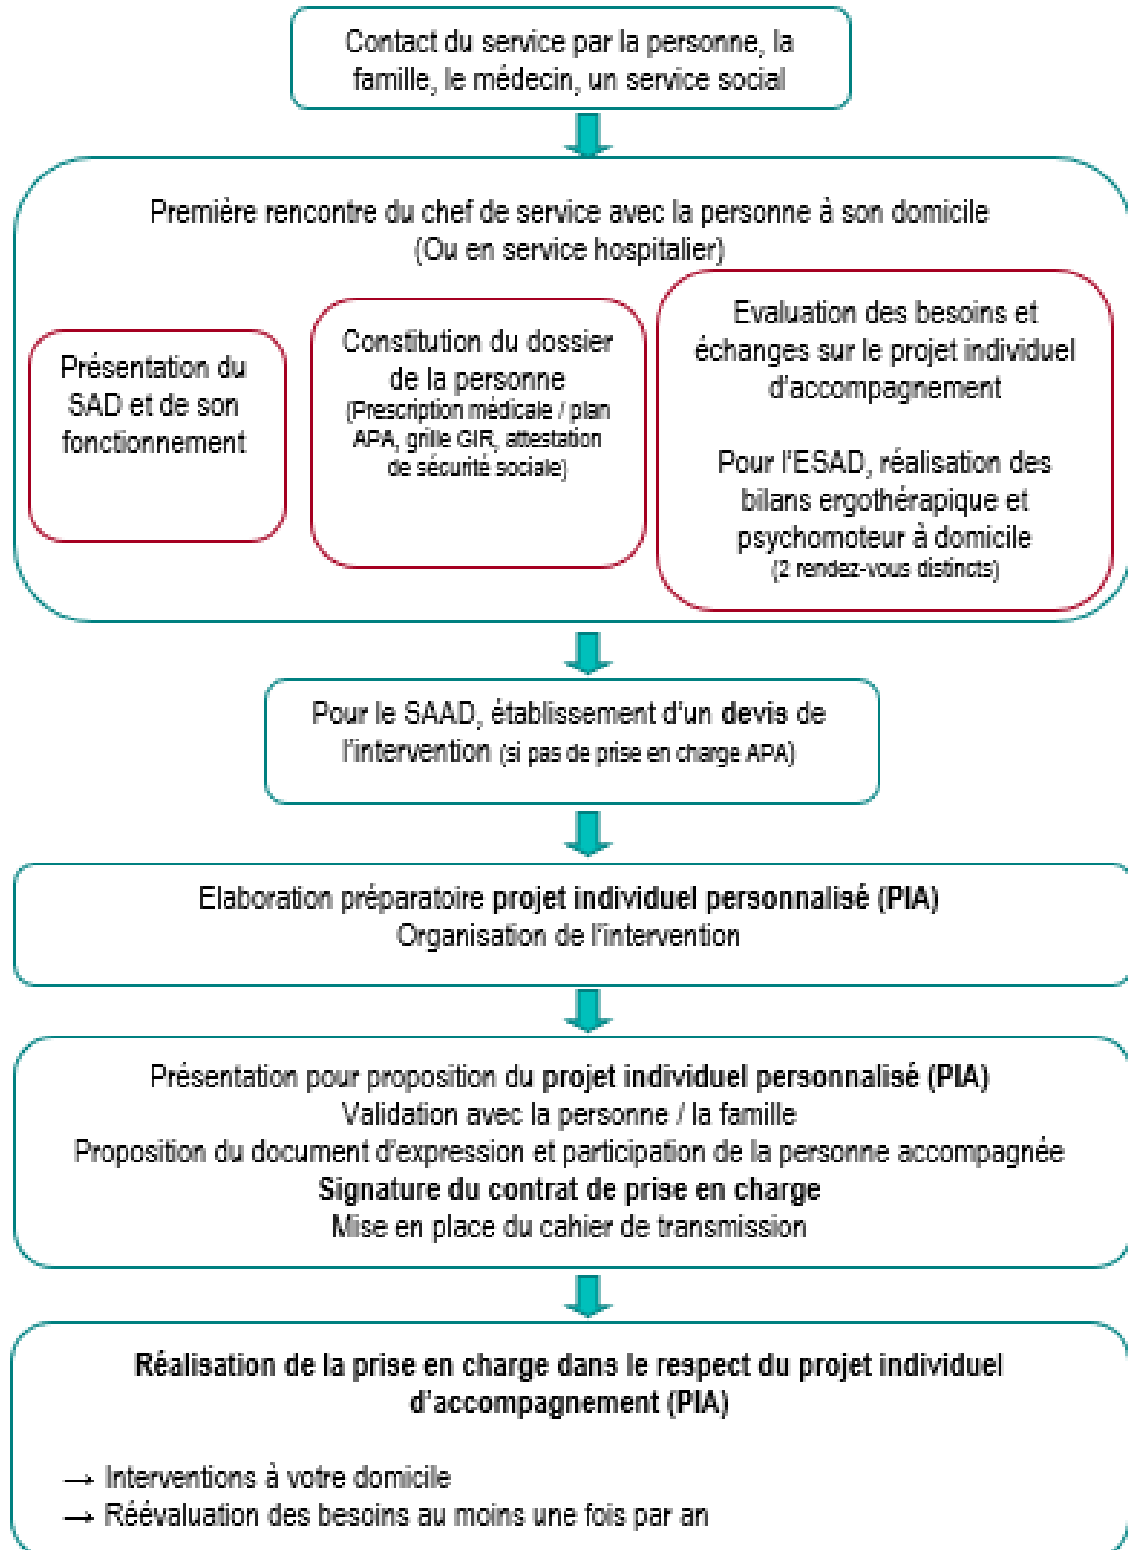 Contact du service par la personne, la
famille, le médecin, un service social
Première rencontre du chef de service avec la personne à son domicile
(Ou en service hospitalier)
Présentation du
SAD et de son
fonctionnement
Constitution du dossier
de la personne
(Prescription médicale / plan
APA, grille GIR, attestation
de sécurité sociale)
Evaluation des besoins et
échanges sur le projet individuel
d'accompagnement
Pour l'ESAD, réalisation des
bilans ergothérapique et
psychomoteur à domicile
(2 rendez-vous distincts)
Pour le SAAD, établissement d'un devis de
l'intervention (si pas de prise en charge APA)
Elaboration préparatoire projet individuel personnalisé (PIA)
Organisation de l'intervention
Présentation pour proposition du projet individuel personnalisé (PIA)
Validation avec la personne / la famille
Proposition du document d'expression et participation de la personne accompagnée
Signature du contrat de prise en charge
Mise en place du cahier de transmission
Réalisation de la prise en charge dans le respect du projet individuel
d'accompagnement (PIA)
→ Interventions à votre domicile
→ Réévaluation des besoins au moins une fois par an